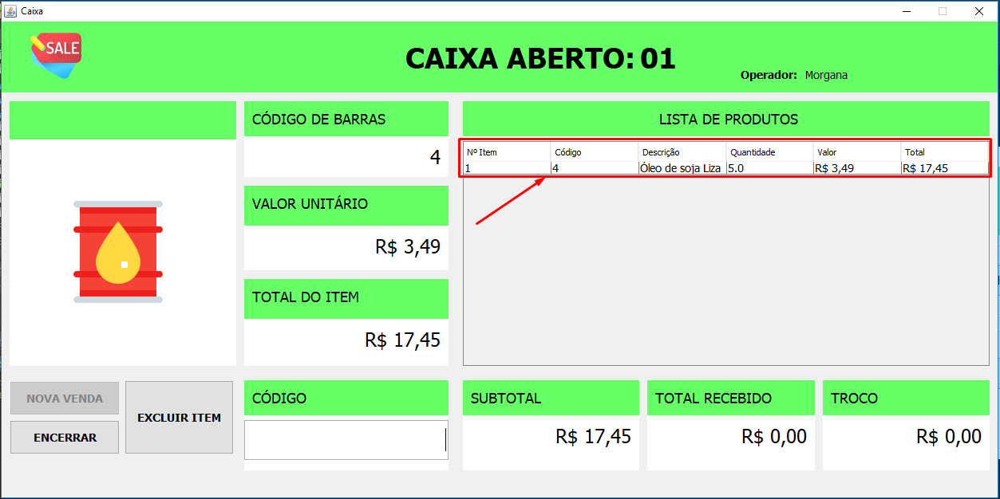 Caixa
SALE
CAIXA ABERTO: 01
Operador: Morgana
CÓDIGO DE BARRAS
4
VALOR UNITÁRIO
R$ 3,49
TOTAL DO ITEM
R$ 17,45
LISTA DE PRODUTOS
Nº Item Código Descrição Quantidade Valor Total
1 4 Óleo de soja Liza 5.0 R$ 3,49 R$ 17,45
NOVA VENDA
ENCERRAR
EXCLUIR ITEM
CÓDIGO
SUBTOTAL
R$ 17,45
TOTAL RECEBIDO
R$ 0,00
TROCO
R$ 0,00